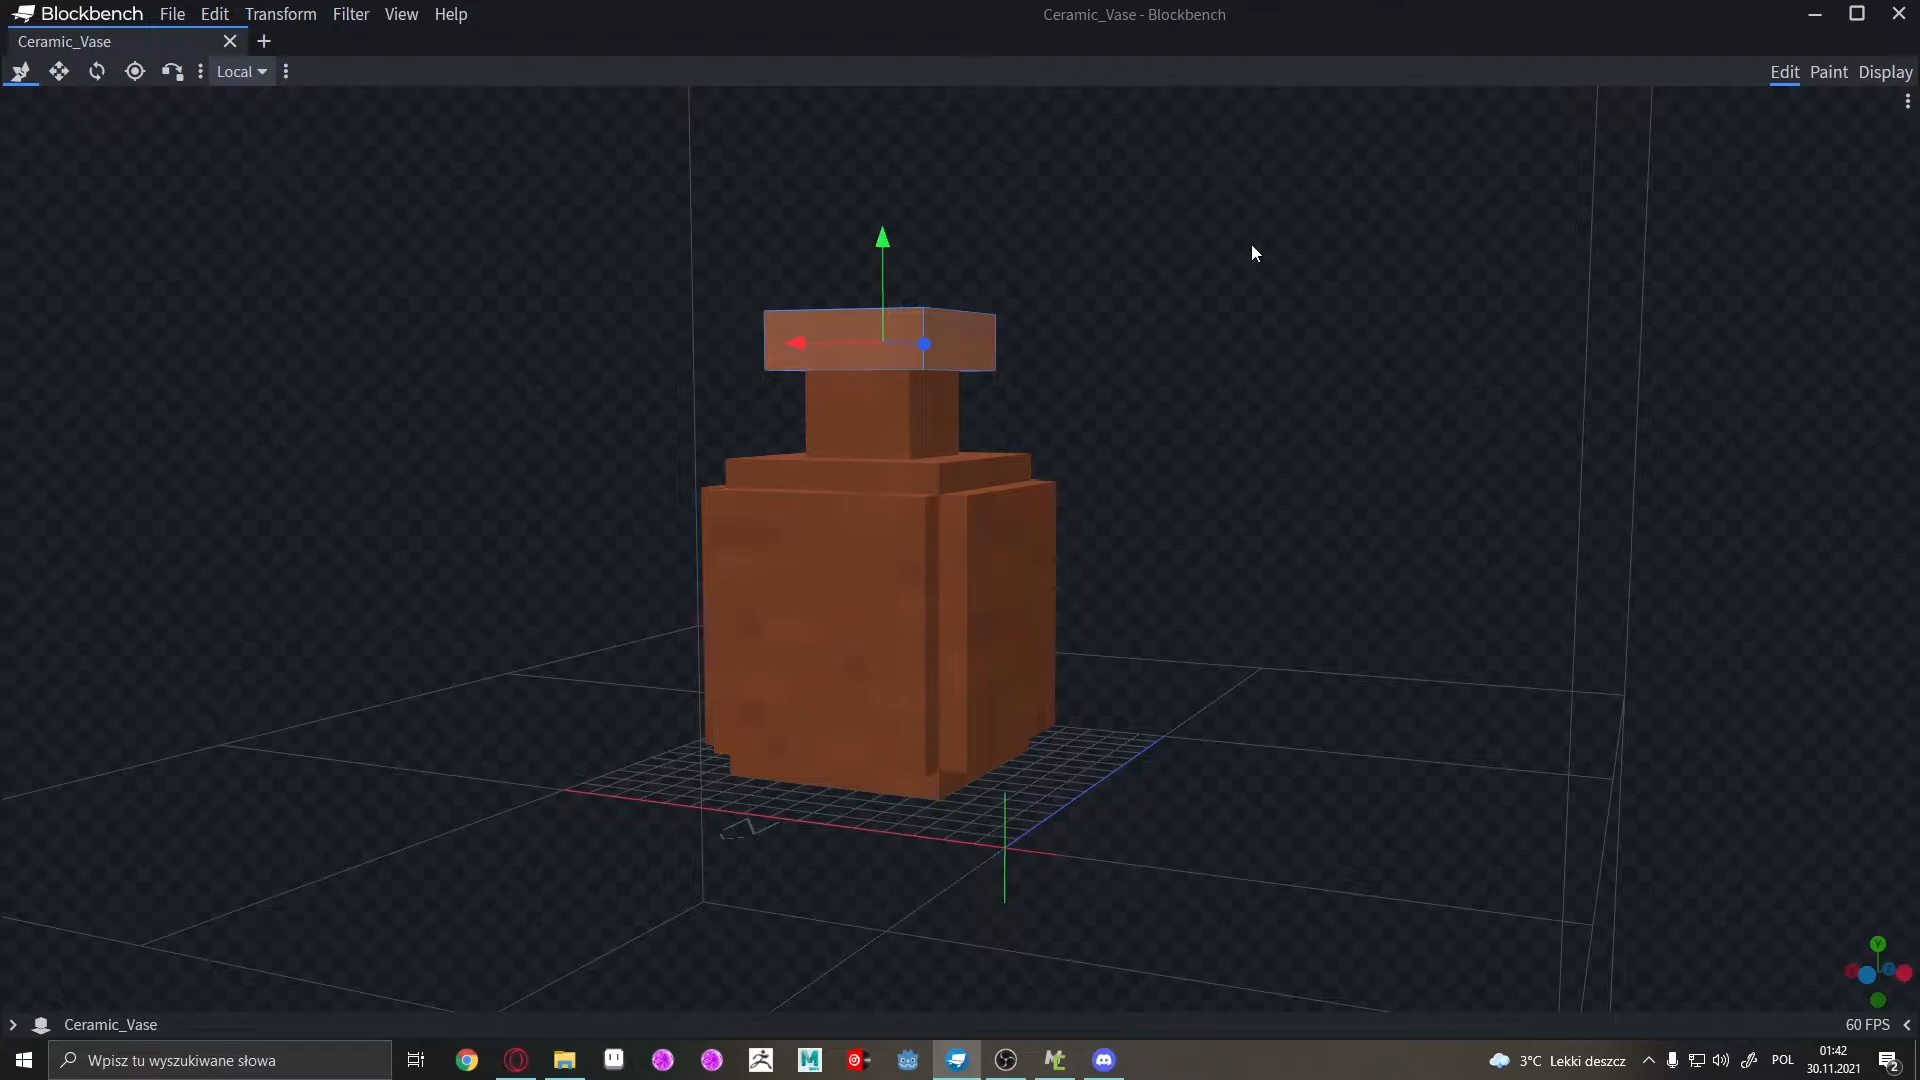 Blockbench File Edit Transform Filter View Help
Ceramic_Vase - Blockbench
Ceramic_Vase
Local
Edit Paint Display
Y
Ceramic_Vase
60 FPS
Wpisz tu wyszukiwane słowa
3°C Lekki deszcz
POL
01:42
30.11.2021
2